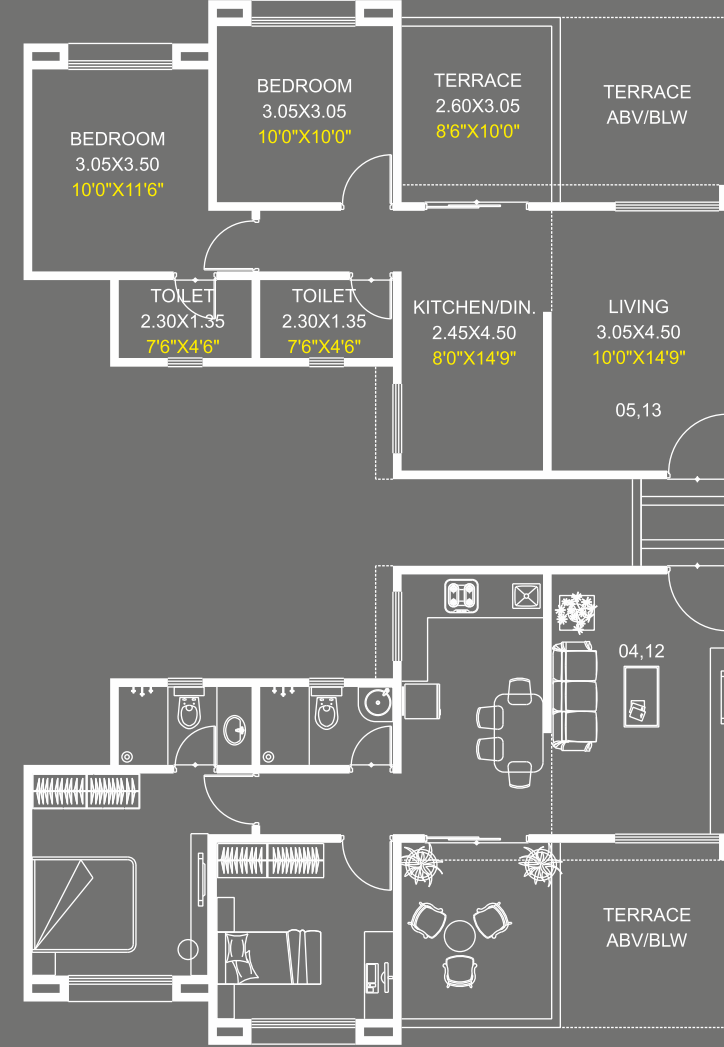 BEDROOM
3.05X3.50
10'0"X11'6"
BEDROOM
3.05X3.05
10'0"X10'0"
TERRACE
2.60X3.05
8'6"X10'0"
TERRACE
ABV/BLW
TOILET
2.30X1.35
7'6"X4'6"
TOILET
2.30X1.35
7'6"X4'6"
KITCHEN/DIN.
2.45X4.50
8'0"X14'9"
LIVING
3.05X4.50
10'0"X14'9"
05,13
04,12
TERRACE
ABV/BLW